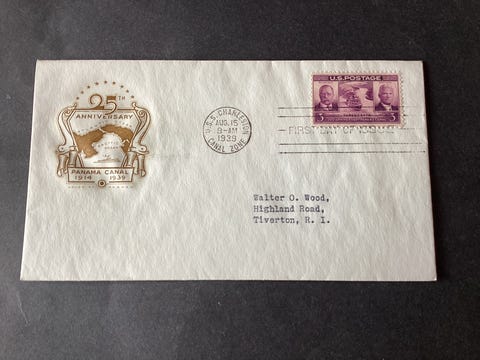 25TH
ANNIVERSARY
PANAMA CANAL
1914 1939
U.S.S. CHARLESTON
AUG 15
9-AM
1939
CANAL ZONE
U.S. POSTAGE
3 3
FIRST DAY OF ISSUE
Walter O. Wood,
Highland Road,
Tiverton, R. I.